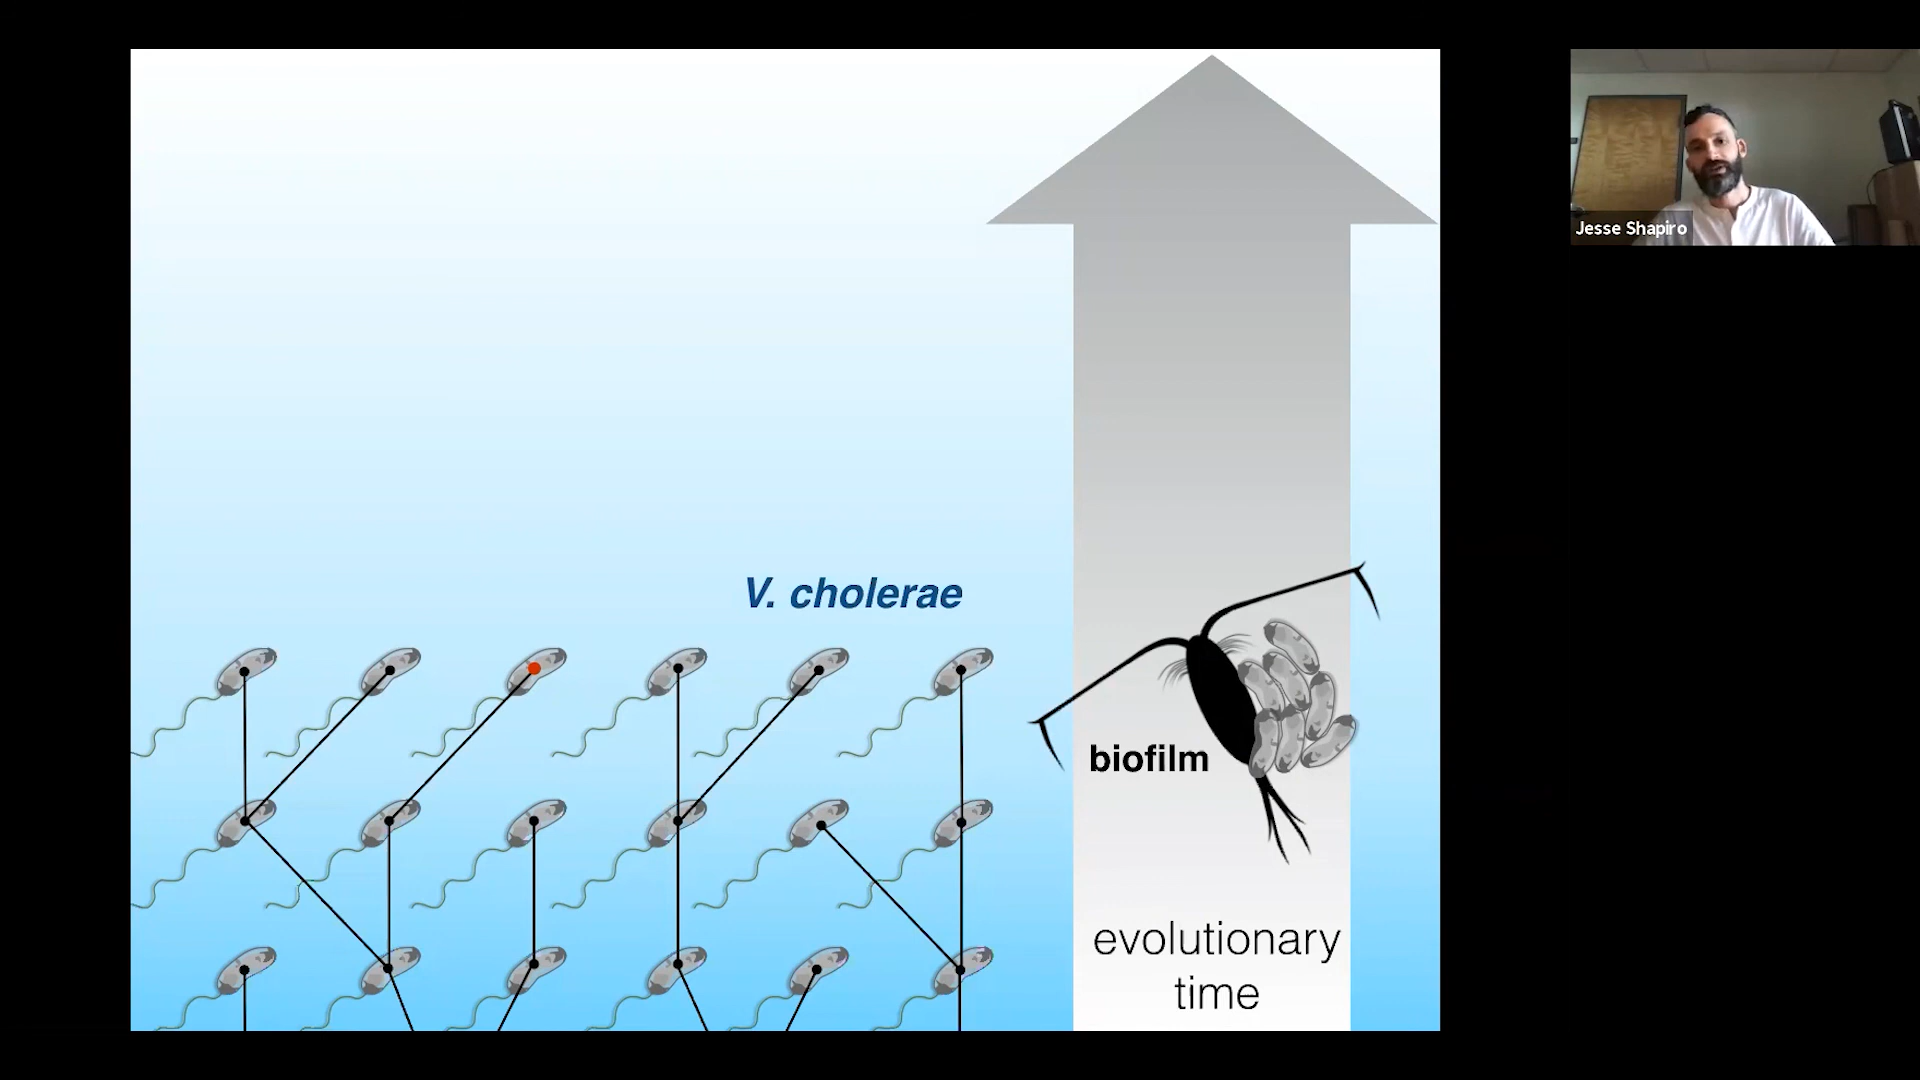 V. cholerae
biofilm
evolutionary
time
Jesse Shapiro